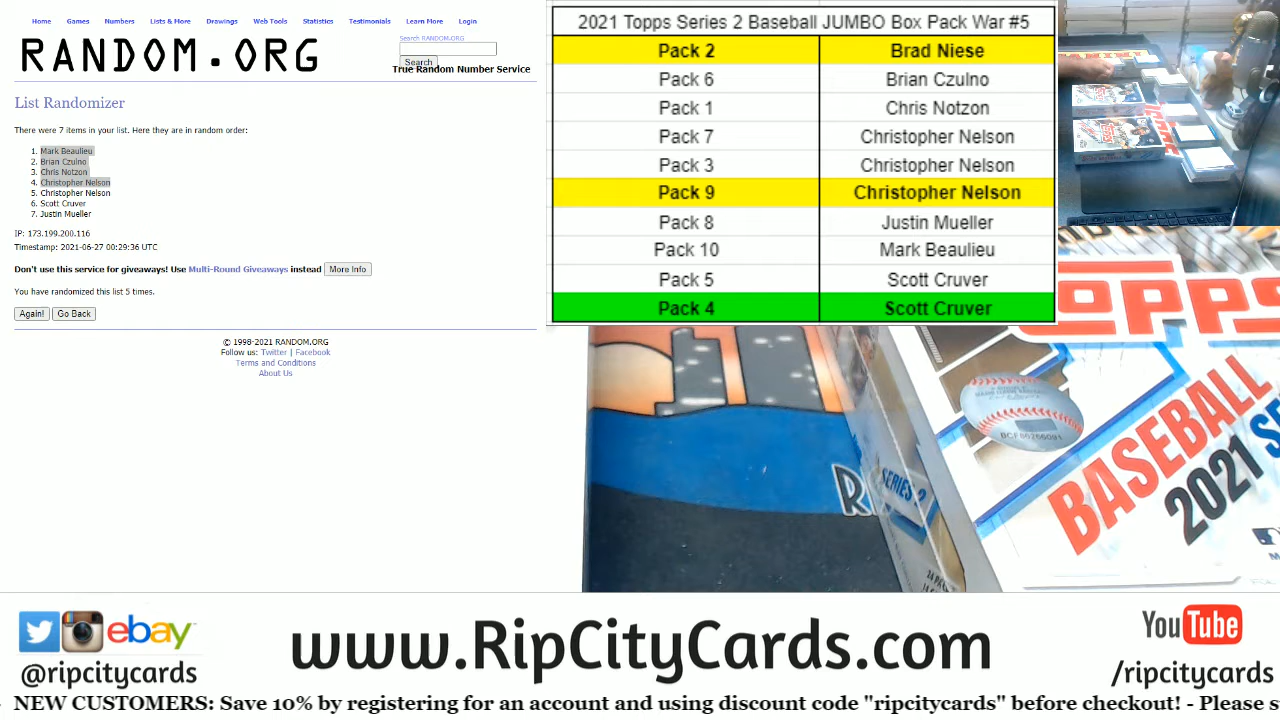 Home Games Numbers Lists & More Drawings Web Tools Statistics Testimonials Learn More Login
RANDOM.ORG
Search RANDOM.ORG
Search
True Random Number Service
List Randomizer
There were 7 items in your list. Here they are in random order:
1. Mark Beaulieu
2. Brian Czulno
3. Chris Notzon
4. Christopher Nelson
5. Christopher Nelson
6. Scott Cruver
7. Justin Mueller
IP: 173.199.200.116
Timestamp: 2021-06-27 00:29:36 UTC
Don't use this service for giveaways! Use Multi-Round Giveaways instead More Info
You have randomized this list 5 times.
Again! Go Back
© 1998-2021 RANDOM.ORG
Follow us: Twitter | Facebook
Terms and Conditions
About Us
2021 Topps Series 2 Baseball JUMBO Box Pack War #5
Pack 2 Brad Niese
Pack 6 Brian Czulno
Pack 1 Chris Notzon
Pack 7 Christopher Nelson
Pack 3 Christopher Nelson
Pack 9 Christopher Nelson
Pack 8 Justin Mueller
Pack 10 Mark Beaulieu
Pack 5 Scott Cruver
Pack 4 Scott Cruver
TOPPS
BASEBALL
2021 SE
SERIES 2
R
ebay
@ripcitycards
www.RipCityCards.com
YouTube
/ripcitycards
NEW CUSTOMERS: Save 10% by registering for an account and using discount code "ripcitycards" before checkout! - Please s